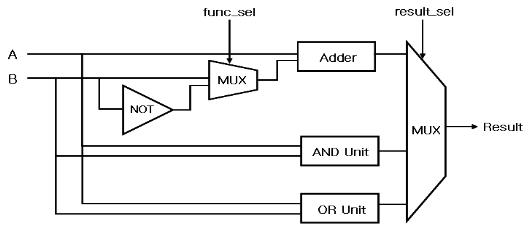 func_sel
result_sel
A
B
NOT
MUX
Adder
MUX
Result
AND Unit
OR Unit